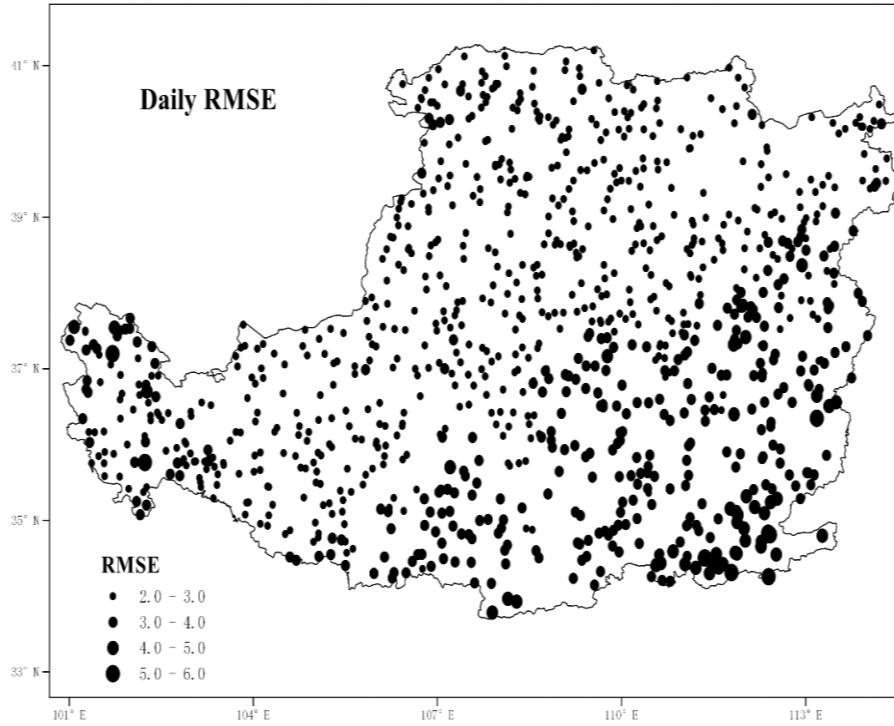 41° N
Daily RMSE
39° N
37° N
35° N
RMSE
2.0 - 3.0
3.0 - 4.0
4.0 - 5.0
5.0 - 6.0
33° N
101° E
104° E
107° E
110° E
113° E